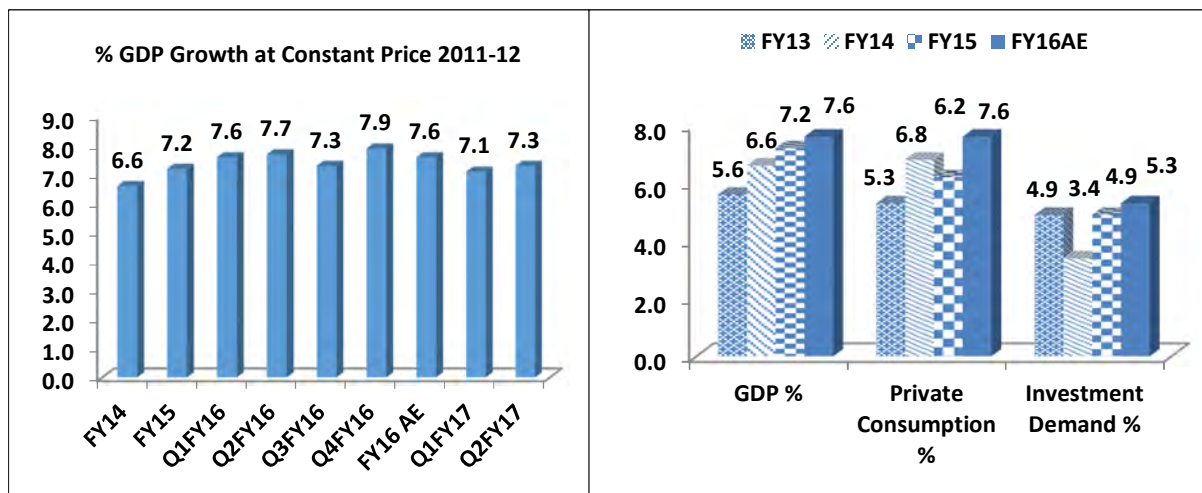 % GDP Growth at Constant Price 2011-12
9.0
8.0
7.0
6.0
5.0
4.0
3.0
2.0
1.0
0.0
6.6
7.2
7.6
7.7
7.3
7.9
7.6
7.1
7.3
FY14
FY15
Q1FY16
Q2FY16
Q3FY16
Q4FY16
FY16 AE
Q1FY17
Q2FY17
FY13 FY14 FY15 FY16AE
8.0
6.0
4.0
2.0
0.0
5.6
6.6
7.2
7.6
5.3
6.8
6.2
7.6
4.9
3.4
4.9
5.3
GDP %
Private
Consumption
%
Investment
Demand %